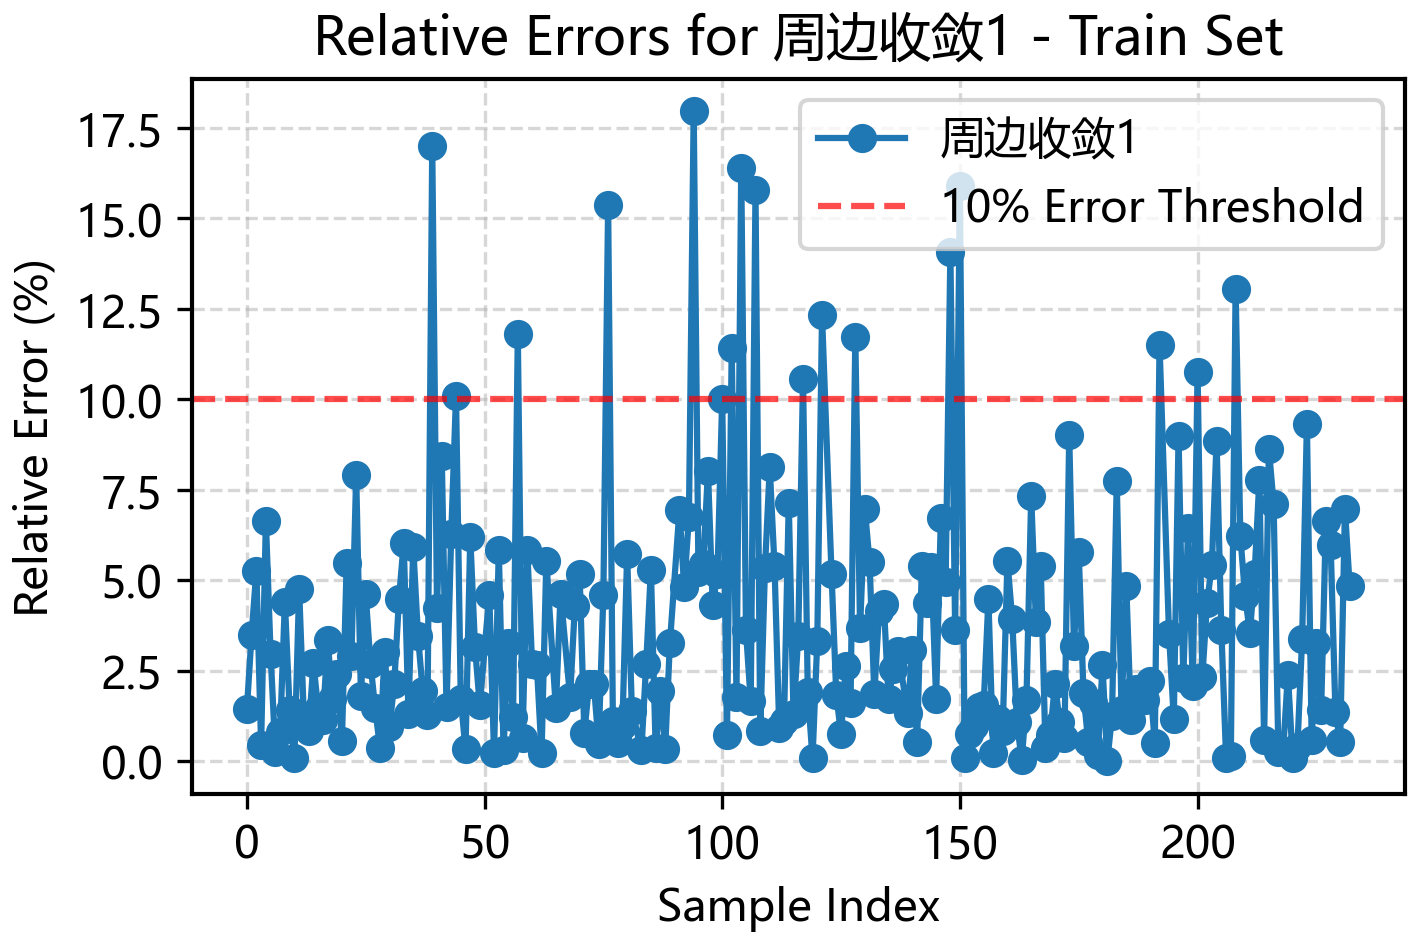 Relative Errors for 周边收敛1 - Train Set
周边收敛1
10% Error Threshold
Relative Error (%)
17.5
15.0
12.5
10.0
7.5
5.0
2.5
0.0
0 50 100 150 200
Sample Index